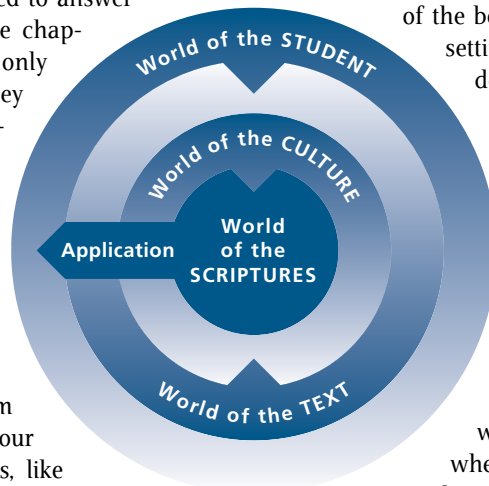 ed to answer
e chap-
only
ey
-
of the be
setti
d
World of the STUDENT
World of the CULTURE
World
of the
SCRIPTURES
Application
World of the TEXT
m
our
s, like
w
whe